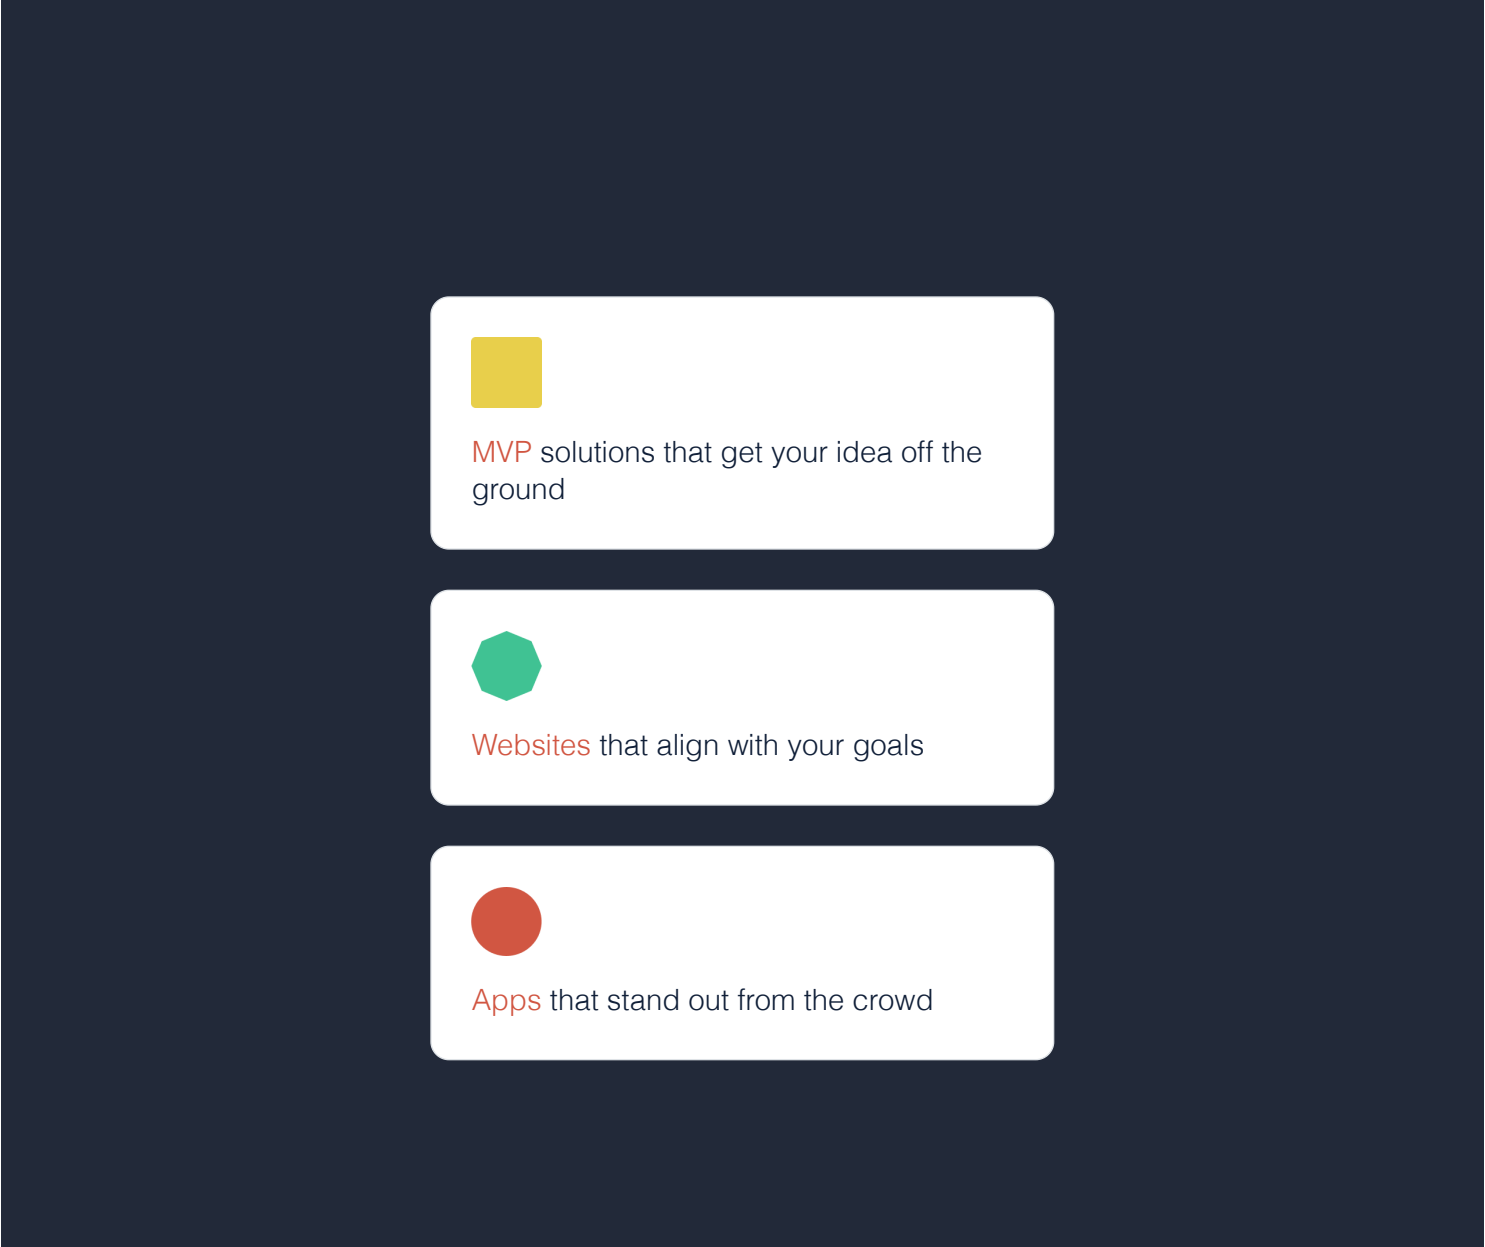 MVP solutions that get your idea off the
ground
Websites that align with your goals
Apps that stand out from the crowd